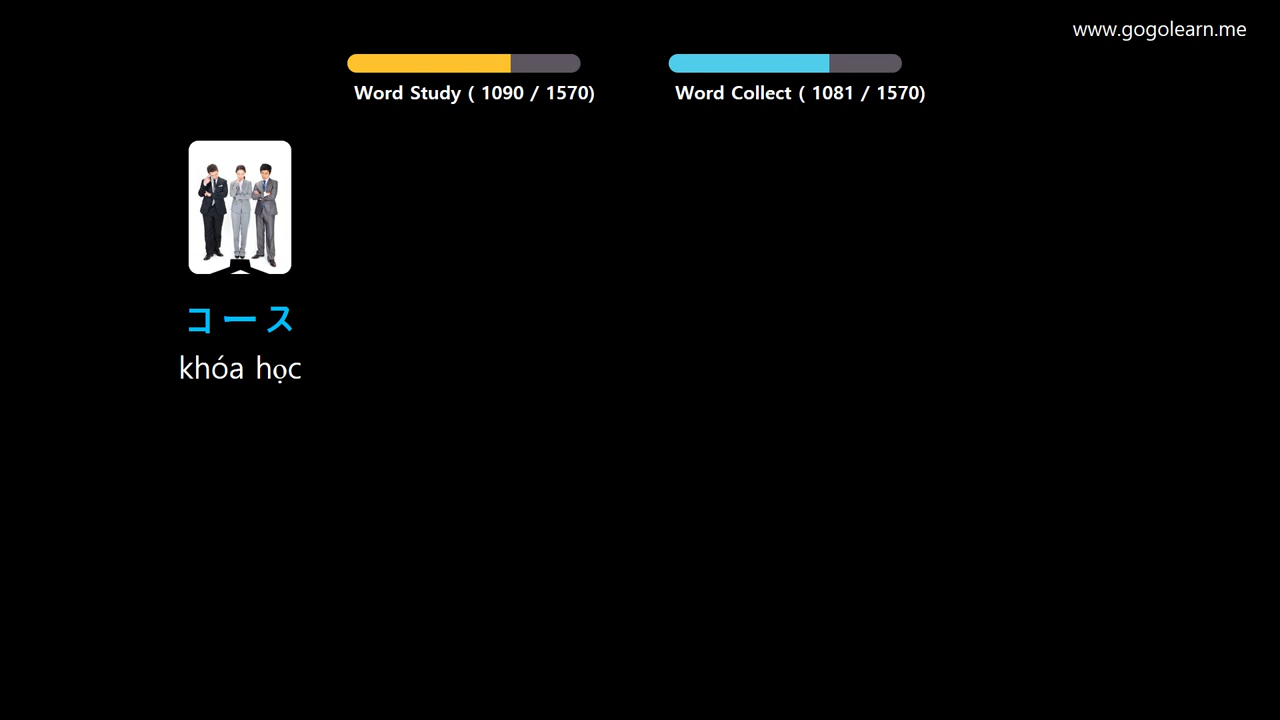 www.gogolearn.me
Word Study ( 1090 / 1570)
Word Collect ( 1081 / 1570)
コース
khóa học